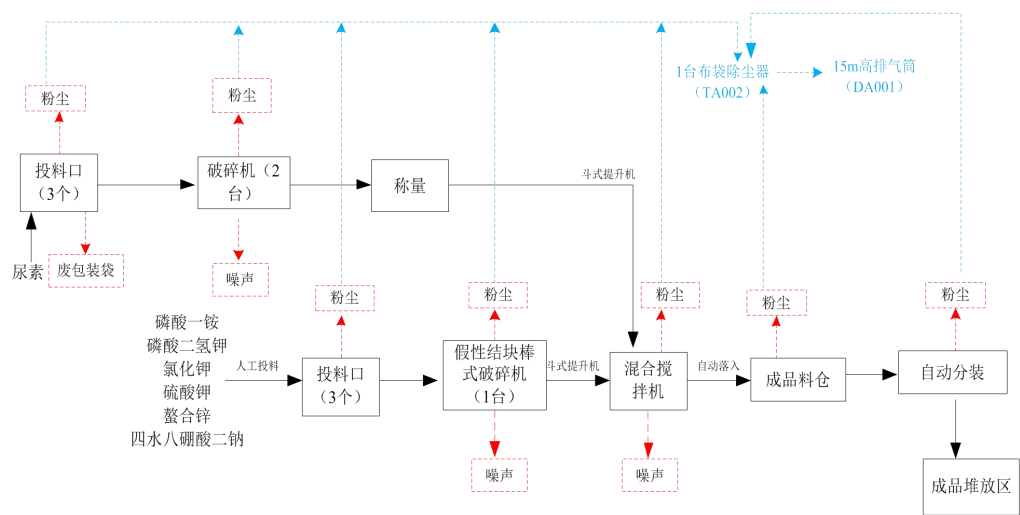 1台布袋除尘器
（TA002）
15m高排气筒
（DA001）
粉尘
粉尘
投料口
（3个）
破碎机（2
台）
称量
斗式提升机
尿素
废包装袋
噪声
粉尘
粉尘
粉尘
粉尘
粉尘
磷酸一铵
磷酸二氢钾
氯化钾
硫酸钾
螯合锌
四水八硼酸二钠
人工投料
投料口
（3个）
假性结块棒
式破碎机
（1台）
斗式提升机
混合搅
拌机
自动落入
成品料仓
自动分装
噪声
噪声
成品堆放区